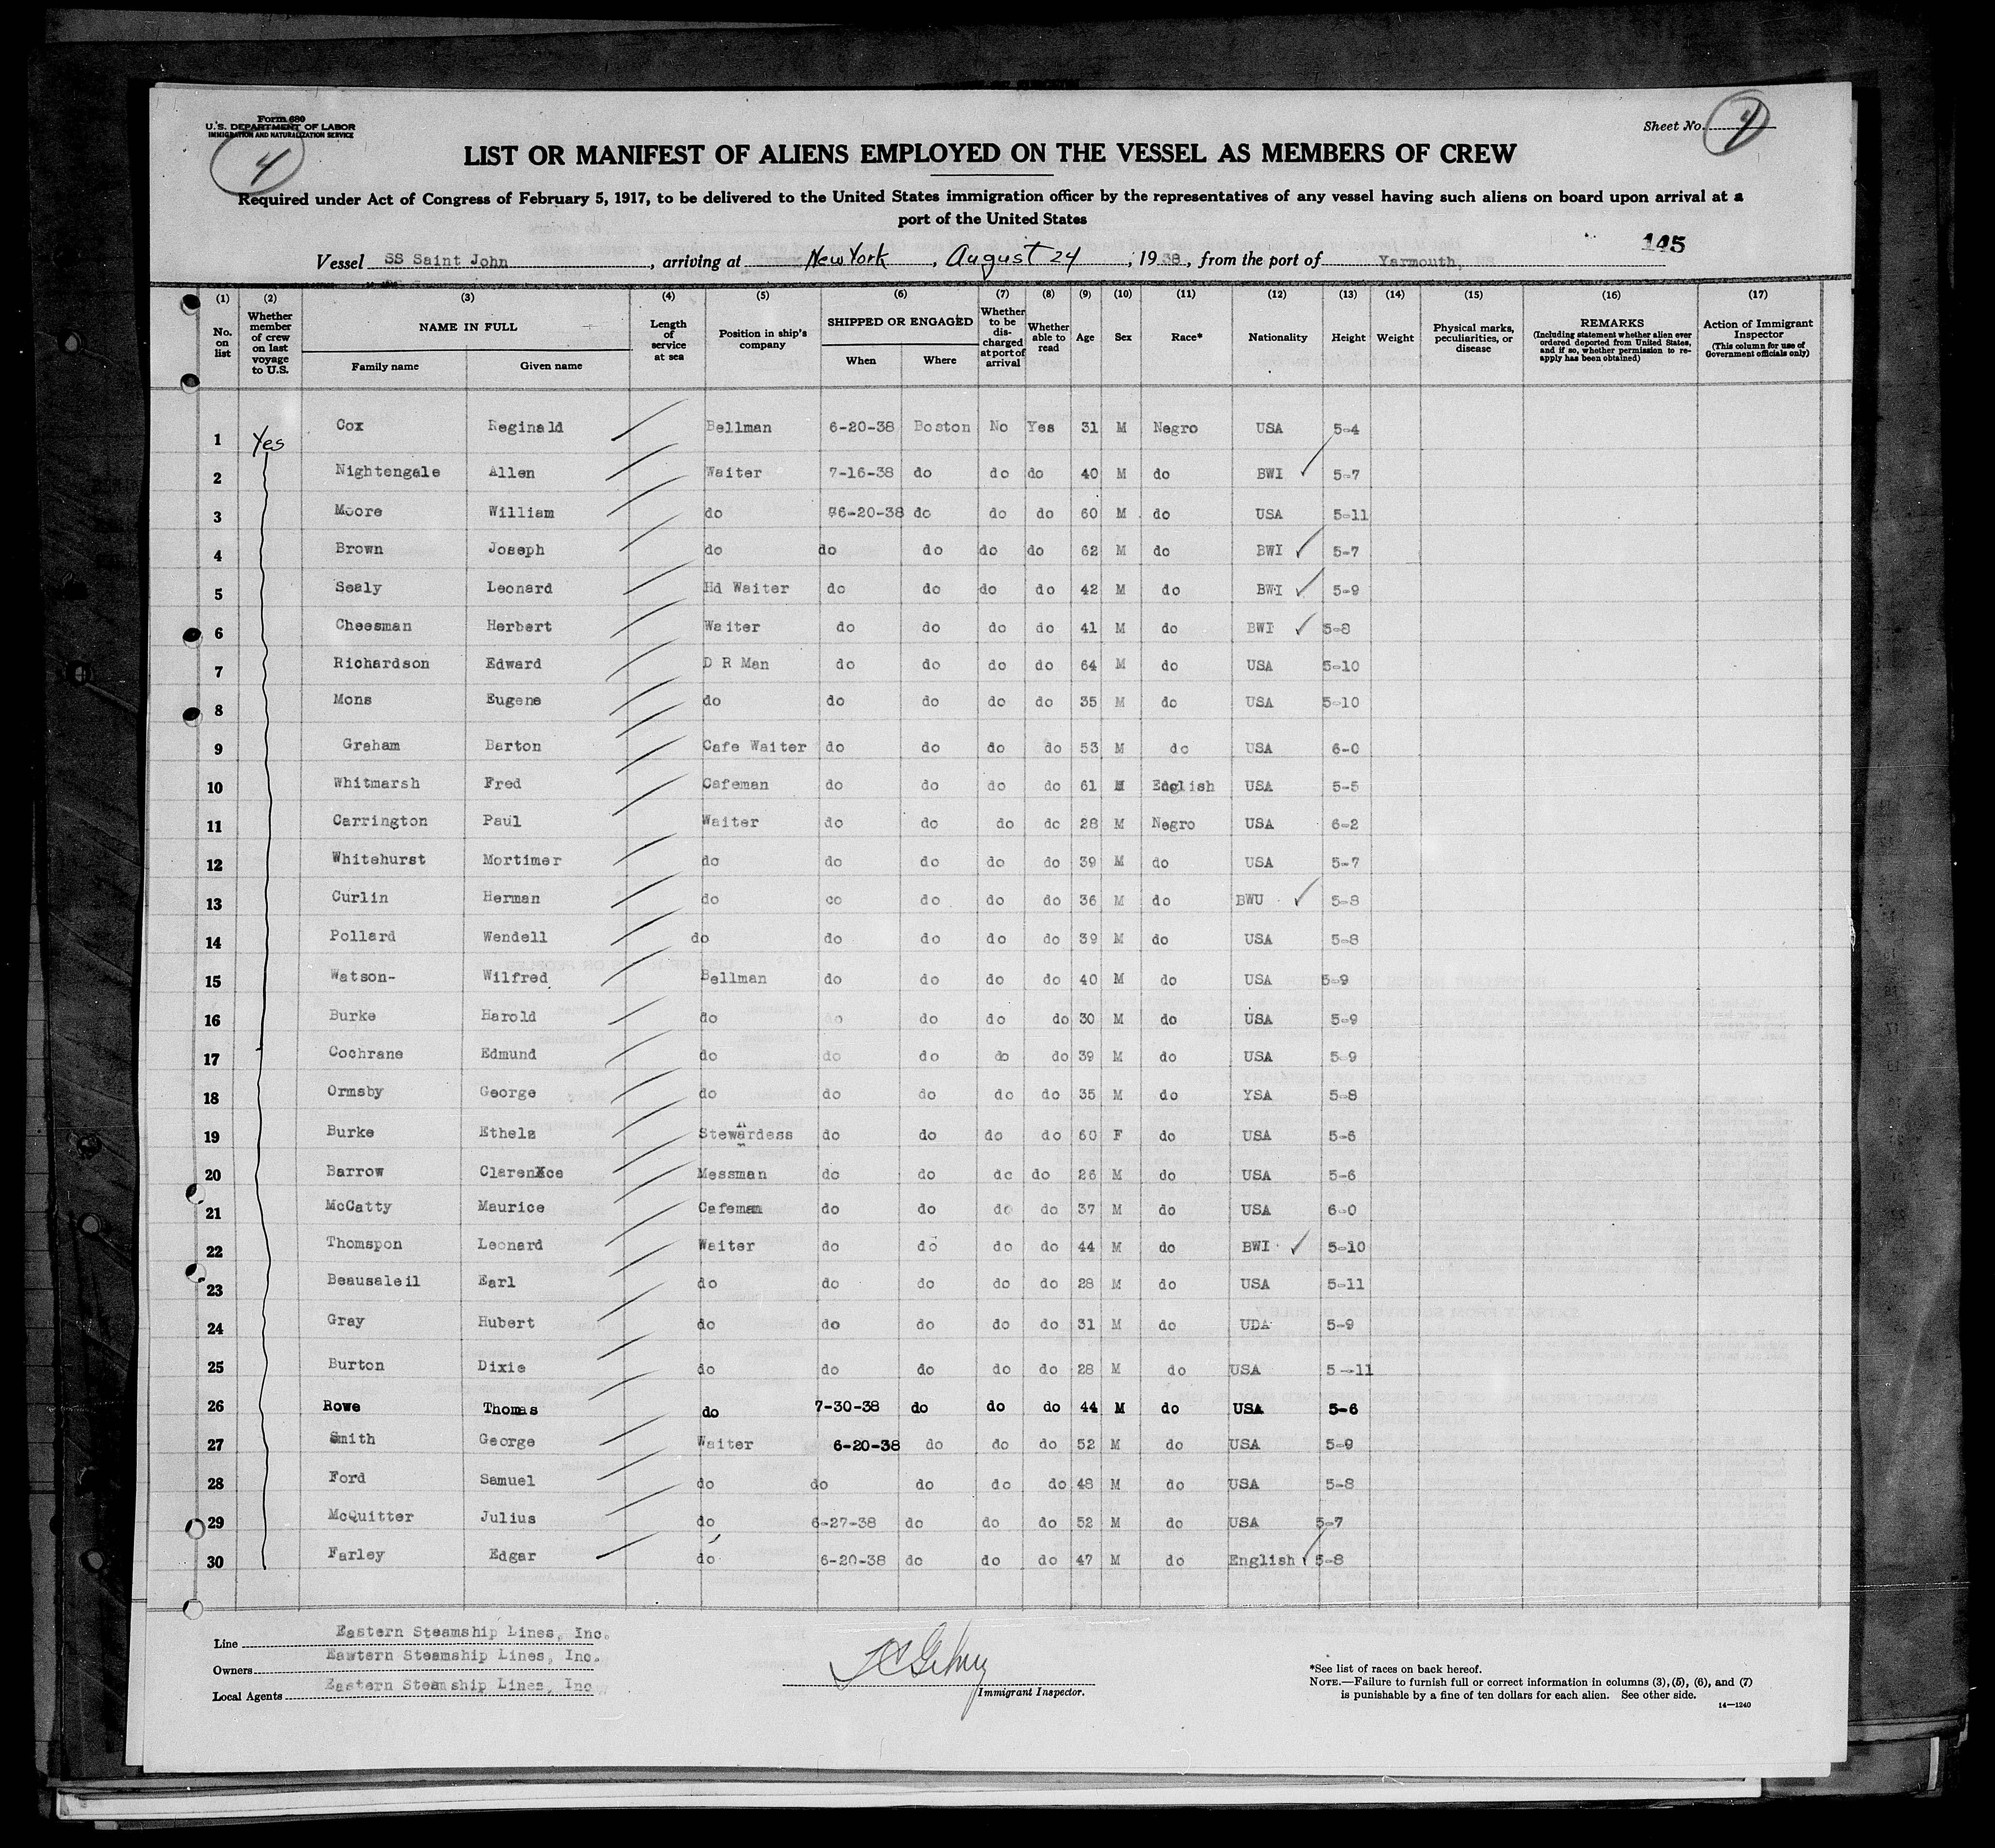 Form 680
U.S. DEPARTMENT OF LABOR
IMMIGRATION AND NATURALIZATION SERVICE
4
Sheet No. 4
LIST OR MANIFEST OF ALIENS EMPLOYED ON THE VESSEL AS MEMBERS OF CREW
Required under Act of Congress of February 5, 1917, to be delivered to the United States immigration officer by the representatives of any vessel having such aliens on board upon arrival at a
port of the United States
145
Vessel SS Saint John, arriving at New York, August 24, 1938, from the port of Yarmouth, NS
(1) (2) (3) (4) (5) (6) (7) (8) (9) (10) (11) (12) (13) (14) (15) (16) (17)
No. on list Whether member of crew on last voyage to U.S. NAME IN FULL Family name Given name Length of service at sea Position in ship's company SHIPPED OR ENGAGED When Where Whether to be discharged at port of arrival Whether able to read Age Sex Race* Nationality Height Weight Physical marks, peculiarities, or disease REMARKS (Including statement whether alien ever ordered deported from United States, and if so, whether permission to reapply has been obtained) Action of Immigrant Inspector (This column for use of Government officials only)
1 Yes Cox Reginald Bellman 6-20-38 Boston No Yes 31 M Negro USA 5-4
2 Nightengale Allen Waiter 7-16-38 do do do 40 M do BWI 5-7
3 Moore William do 76-20-38 do do do 60 M do USA 5-11
4 Brown Joseph do do do do do 62 M do BWI 5-7
5 Sealy Leonard Hd Waiter do do do do 42 M do BWI 5-9
6 Cheesman Herbert Waiter do do do do 41 M do BWI 5-8
7 Richardson Edward D R Man do do do do 64 M do USA 5-10
8 Mons Eugene do do do do do 35 M do USA 5-10
9 Graham Barton Cafe Waiter do do do do 53 M do USA 6-0
10 Whitmarsh Fred Cafeman do do do do 61 M English USA 5-5
11 Carrington Paul Waiter do do do do 28 M Negro USA 6-2
12 Whitehurst Mortimer do do do do do 39 M do USA 5-7
13 Curlin Herman do co do do do 36 M do BWU 5-8
14 Pollard Wendell do do do do do 39 M do USA 5-8
15 Watson- Wilfred Bellman do do do do 40 M do USA 5-9
16 Burke Harold do do do do do 30 M do USA 5-9
17 Cochrane Edmund do do do do do 39 M do USA 5-9
18 Ormsby George do do do do do 35 M do YSA 5-8
19 Burke Ethelz Stewardess do do do do 60 F do USA 5-6
20 Barrow ClarenXce Messman do do do do 26 M do USA 5-6
21 McCatty Maurice Cafeman do do do do 37 M do USA 6-0
22 Thomspon Leonard Waiter do do do do 44 M do BWI 5-10
23 Beausaleil Earl do do do do do 28 M do USA 5-11
24 Gray Hubert do do do do do 31 M do UDA 5-9
25 Burton Dixie do do do do do 28 M do USA 5--11
26 Rowe Thomas do 7-30-38 do do do 44 M do USA 5-6
27 Smith George Waiter 6-20-38 do do do 52 M do USA 5-9
28 Ford Samuel do do do do do 48 M do USA 5-8
29 McQuitter Julius do 6-27-38 do do do 52 M do USA 5-7
30 Farley Edgar do 6-20-38 do do do 47 M do English 5-8
Line Eastern Steamship Lines, Inc.
Owners Eawtern Steamship Lines, Inc.
Local Agents Eastern Steamship Lines, Inc
Immigrant Inspector.
*See list of races on back hereof.
NOTE.—Failure to furnish full or correct information in columns (3), (5), (6), and (7)
is punishable by a fine of ten dollars for each alien. See other side.
14—1240